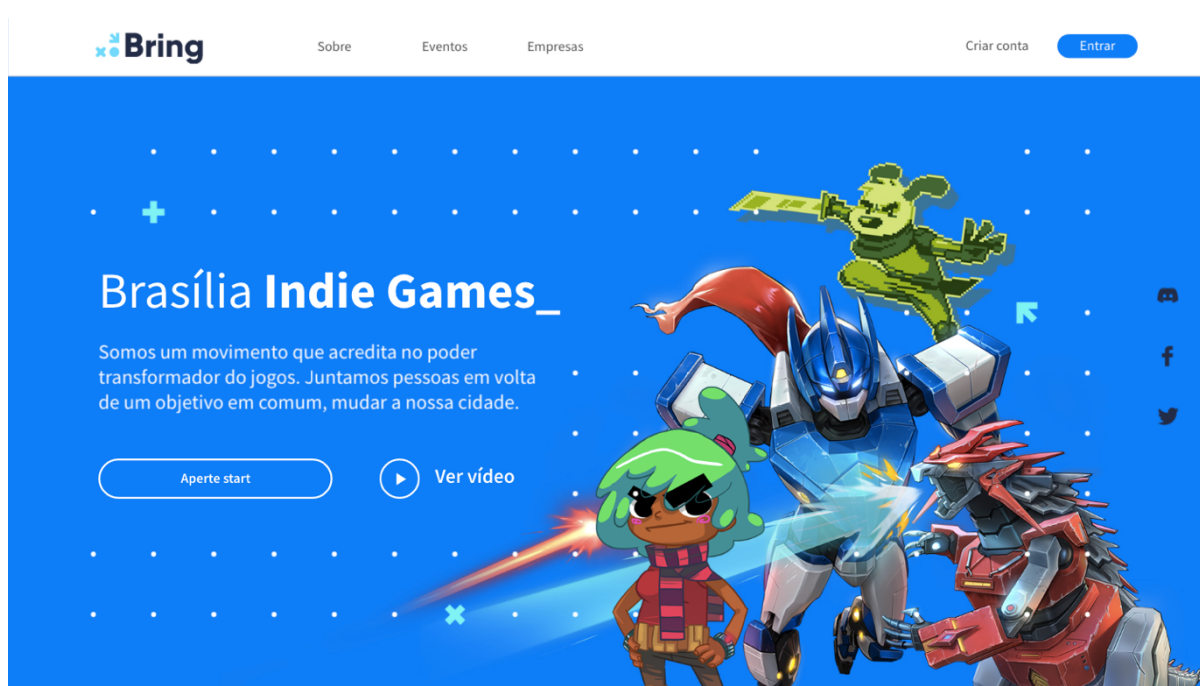 Bring
Sobre
Eventos
Empresas
Criar conta
Entrar
Brasília Indie Games_
Somos um movimento que acredita no poder
transformador do jogos. Juntamos pessoas em volta
de um objetivo em comum, mudar a nossa cidade.
Aperte start
Ver vídeo